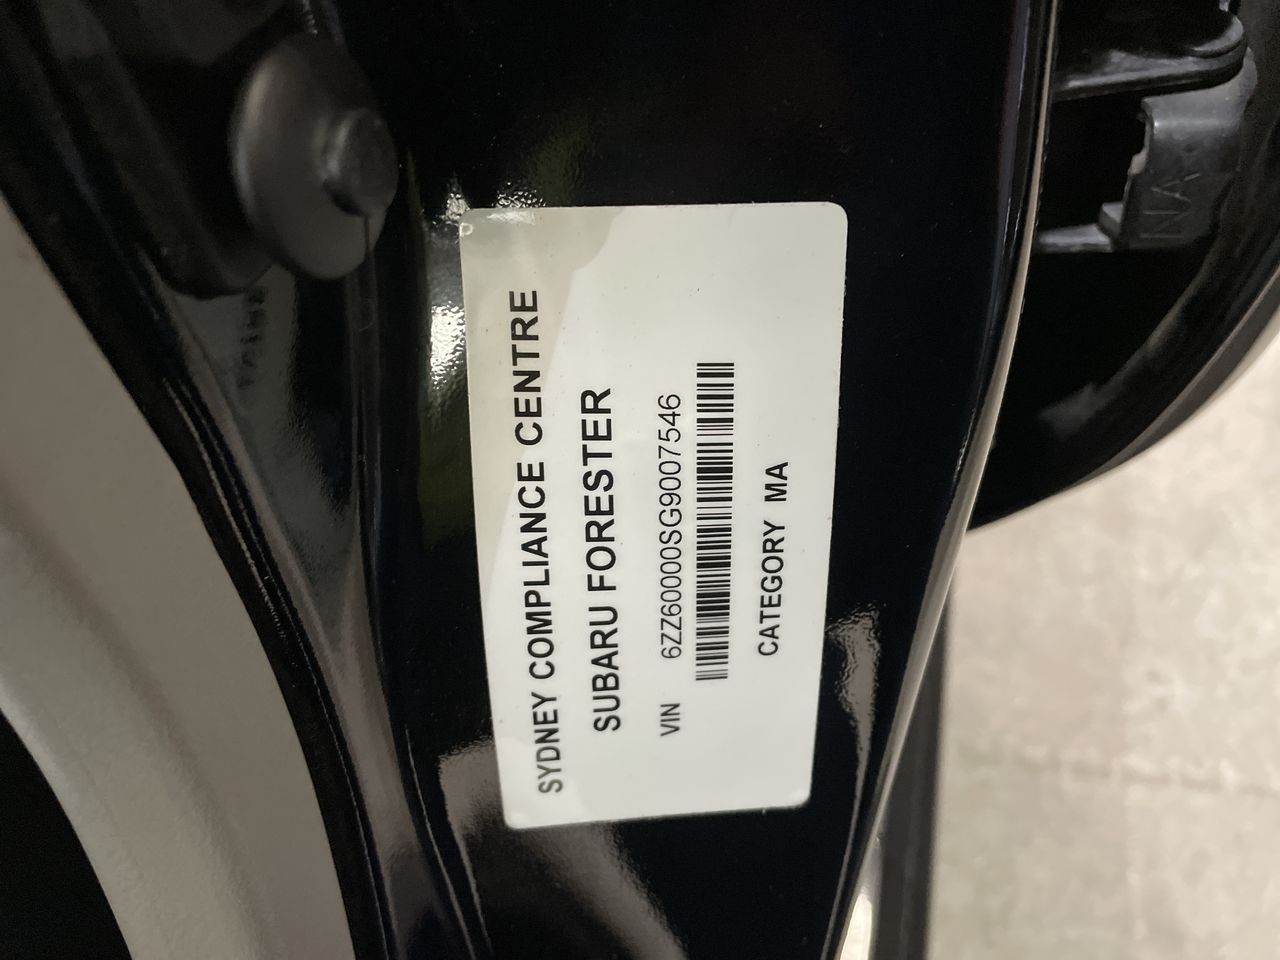 SYDNEY COMPLIANCE CENTRE
SUBARU FORESTER
VIN 6ZZ60000SG9007546
CATEGORY MA